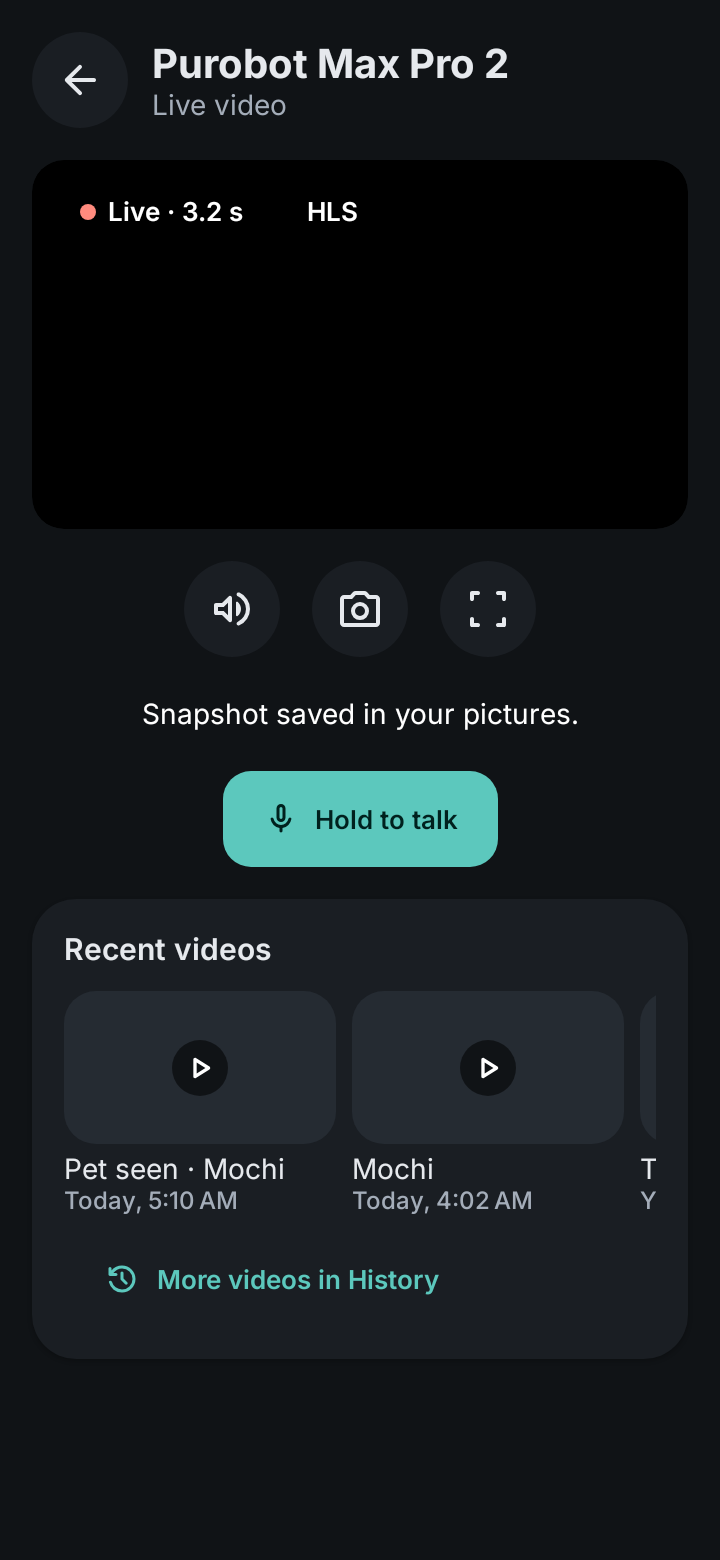 Purobot Max Pro 2
Live video
Live · 3.2 s HLS
Snapshot saved in your pictures.
Hold to talk
Recent videos
Pet seen · Mochi
Today, 5:10 AM
Mochi
Today, 4:02 AM
T
Y
More videos in History